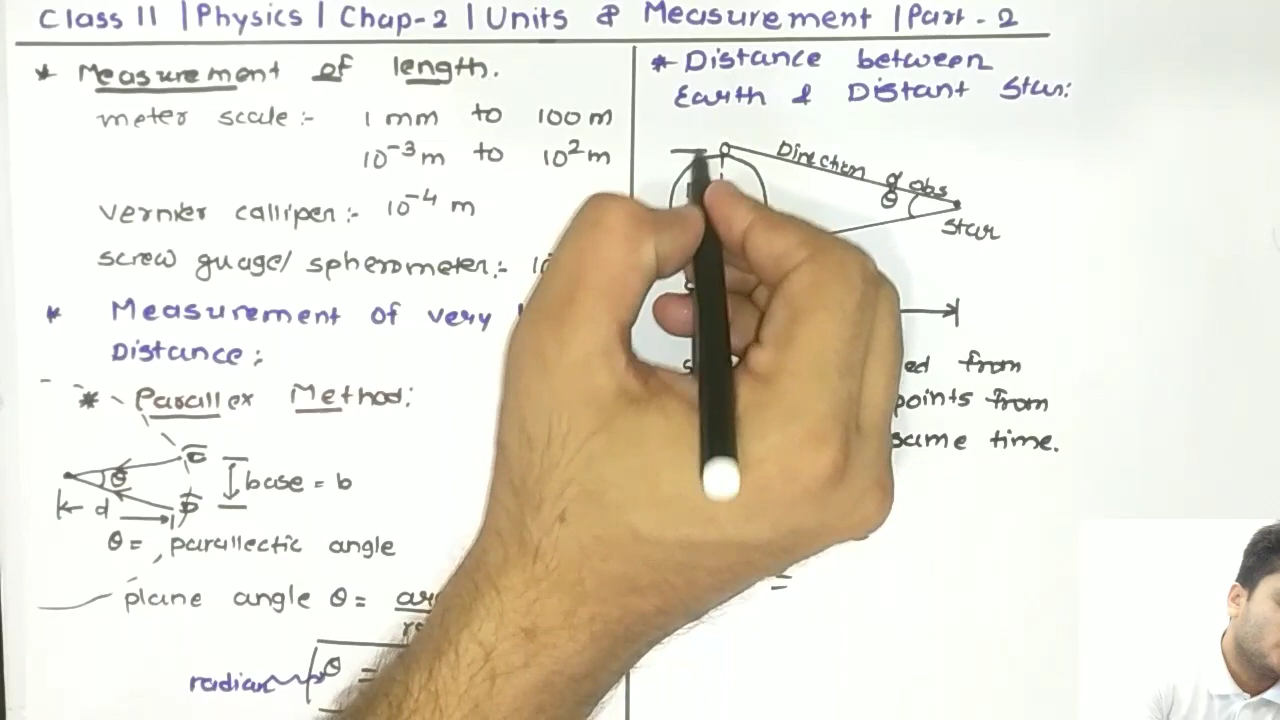 Class 11 | Physics | Chap-2 | Units & Measurement | Part-2
* Measurement of length.
meter scale:- 1 mm to 100 m
10⁻³m to 10²m
vernier calliper:- 10⁻⁴ m
screw guage/ spherometer:-
* Measurement of very
Distance:
* Parallex Method:
θ
base = b
d
θ = parallectic angle
plane angle θ =
radian θ =
* Distance between
Earth & Distant Star:
Direction of obs
θ
Star
ed from
points from
same time.
=